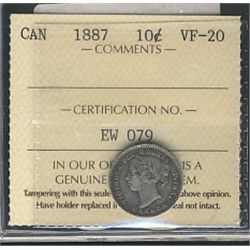 CAN 1887 10¢ VF-20
COMMENTS
CERTIFICATION NO.
EW 079
IN OUR IS A
GENUINE
Tampering with this seal above opinion.
Have holder replaced if seal not intact.